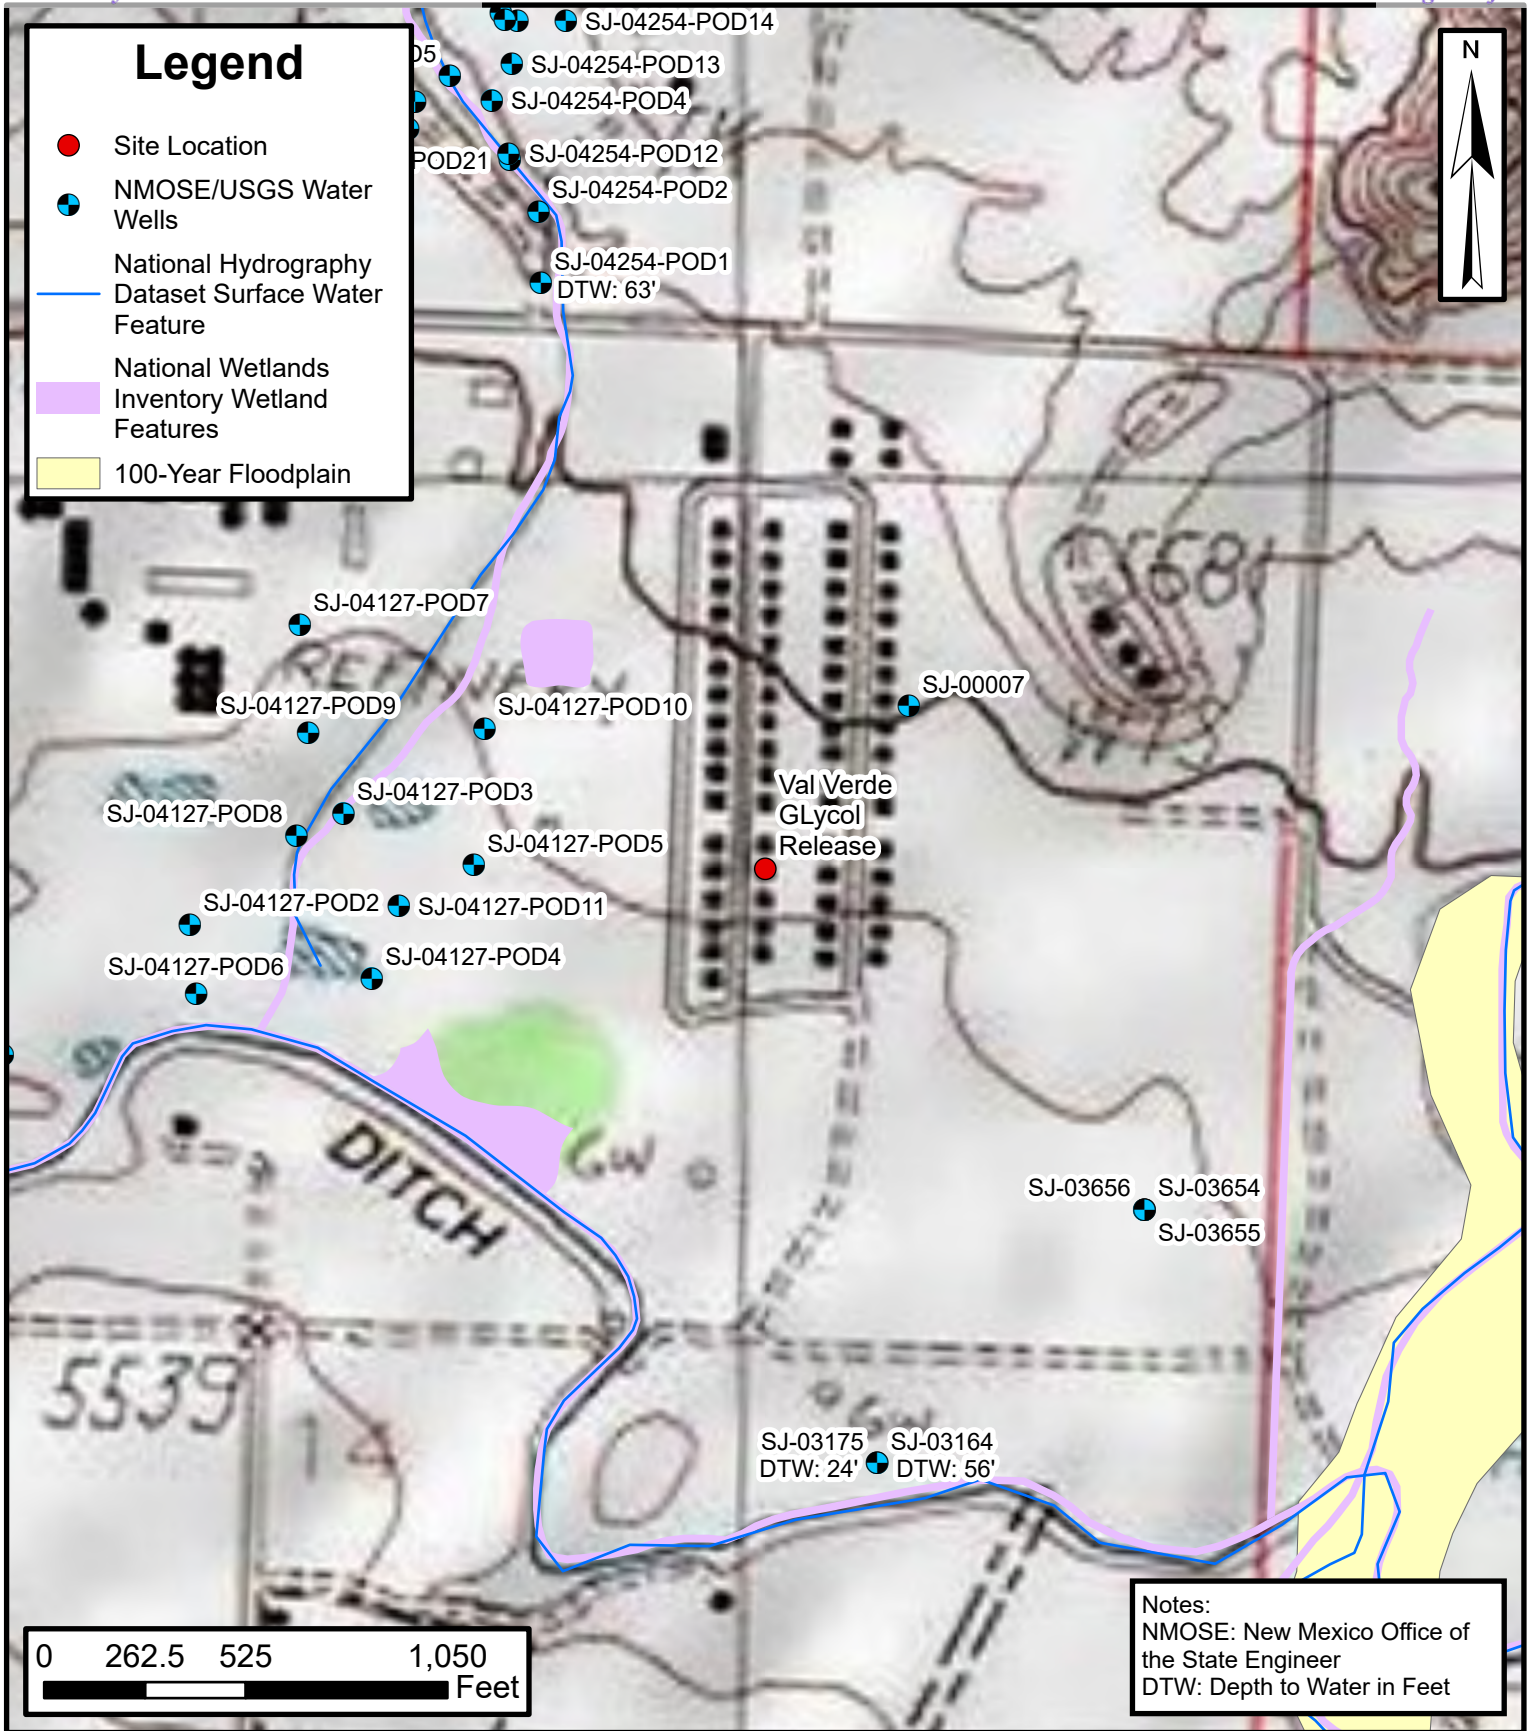 Legend
Site Location
NMOSE/USGS Water
Wells
National Hydrography
Dataset Surface Water
Feature
National Wetlands
Inventory Wetland
Features
100-Year Floodplain
N
SJ-04254-POD14
D5
SJ-04254-POD13
SJ-04254-POD4
POD21
SJ-04254-POD12
SJ-04254-POD2
SJ-04254-POD1
DTW: 63'
SJ-04127-POD7
SJ-04127-POD9
SJ-04127-POD10
SJ-00007
SJ-04127-POD3
SJ-04127-POD8
Val Verde
GLycol
Release
SJ-04127-POD5
SJ-04127-POD2
SJ-04127-POD11
SJ-04127-POD6
SJ-04127-POD4
DITCH
GW
SJ-03656
SJ-03654
SJ-03655
5539
14
GW
SJ-03175
DTW: 24'
SJ-03164
DTW: 56'
0 262.5 525 1,050
Feet
Notes:
NMOSE: New Mexico Office of
the State Engineer
DTW: Depth to Water in Feet